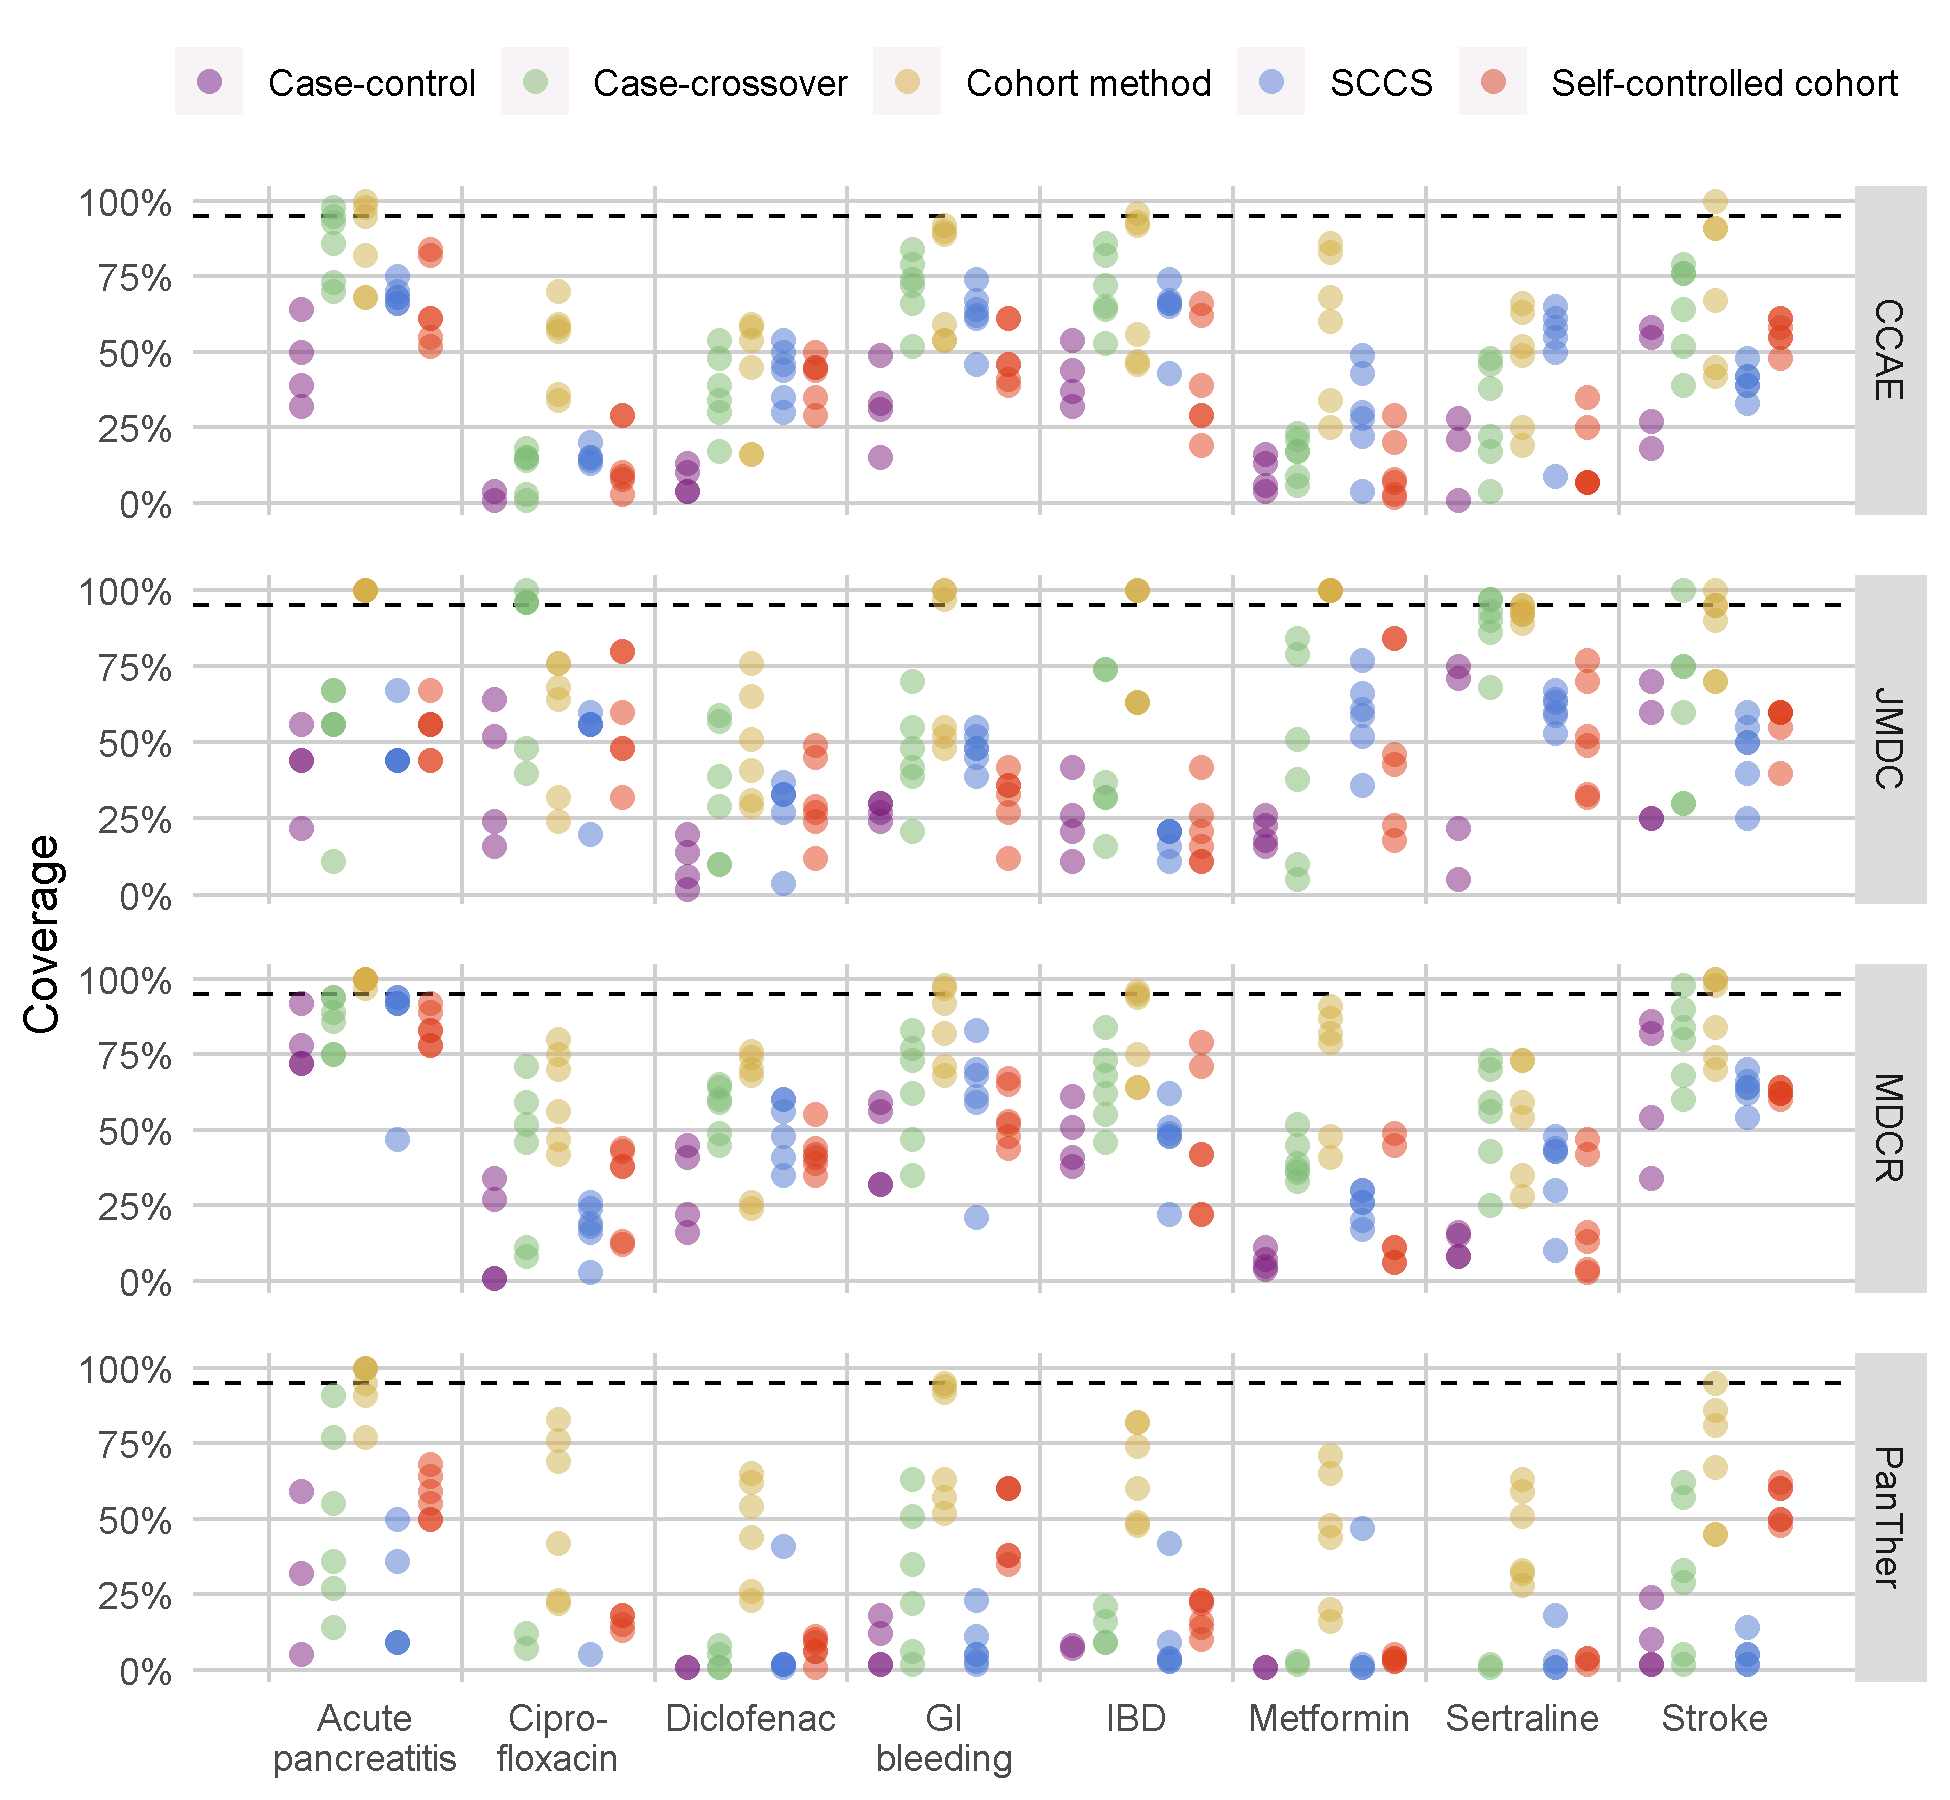 Case-control Case-crossover Cohort method SCCS Self-controlled cohort
100%
75%
50%
25%
0%
CCAE
100%
75%
50%
25%
0%
JMDC
100%
75%
50%
25%
0%
MDCR
100%
75%
50%
25%
0%
PanTher
Coverage
Acute
pancreatitis
Cipro-
floxacin
Diclofenac
GI
bleeding
IBD
Metformin
Sertraline
Stroke